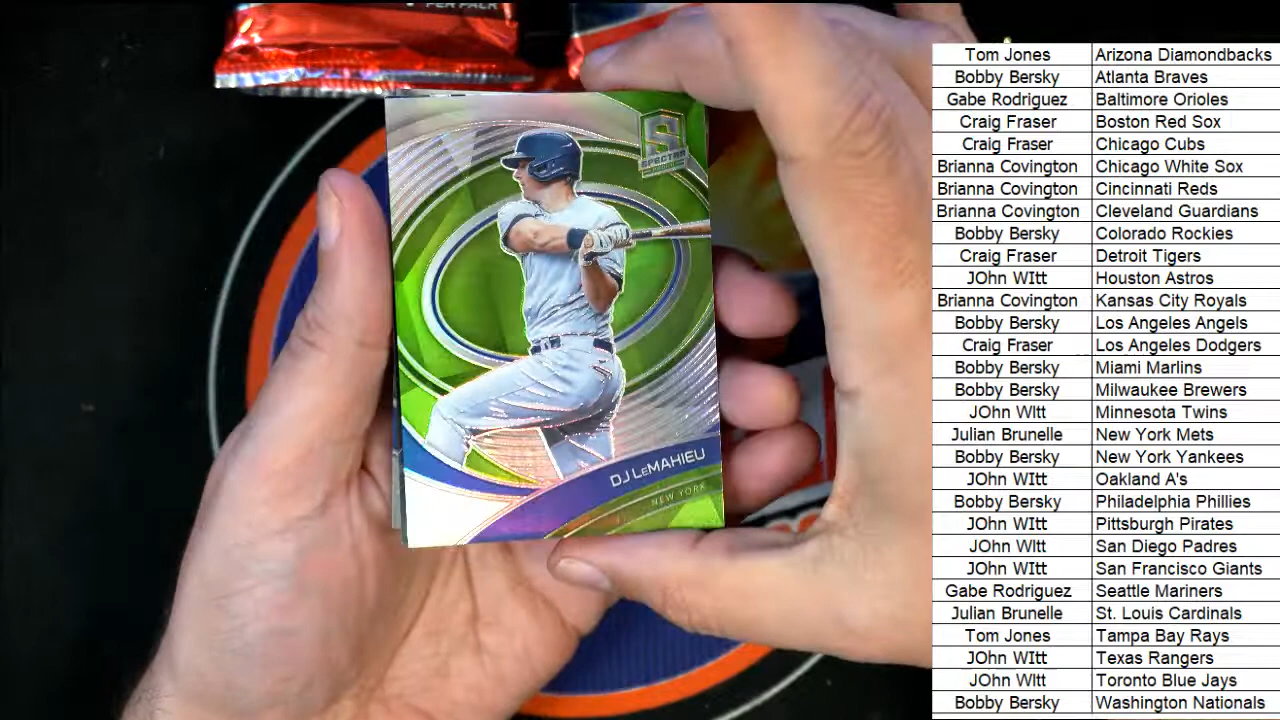 PER PACK
SPECTRA
DJ LeMAHIEU
NEW YORK
Tom Jones Arizona Diamondbacks
Bobby Bersky Atlanta Braves
Gabe Rodriguez Baltimore Orioles
Craig Fraser Boston Red Sox
Craig Fraser Chicago Cubs
Brianna Covington Chicago White Sox
Brianna Covington Cincinnati Reds
Brianna Covington Cleveland Guardians
Bobby Bersky Colorado Rockies
Craig Fraser Detroit Tigers
JOhn WItt Houston Astros
Brianna Covington Kansas City Royals
Bobby Bersky Los Angeles Angels
Craig Fraser Los Angeles Dodgers
Bobby Bersky Miami Marlins
Bobby Bersky Milwaukee Brewers
JOhn WItt Minnesota Twins
Julian Brunelle New York Mets
Bobby Bersky New York Yankees
JOhn WItt Oakland A's
Bobby Bersky Philadelphia Phillies
JOhn WItt Pittsburgh Pirates
JOhn WItt San Diego Padres
JOhn WItt San Francisco Giants
Gabe Rodriguez Seattle Mariners
Julian Brunelle St. Louis Cardinals
Tom Jones Tampa Bay Rays
JOhn WItt Texas Rangers
JOhn WItt Toronto Blue Jays
Bobby Bersky Washington Nationals